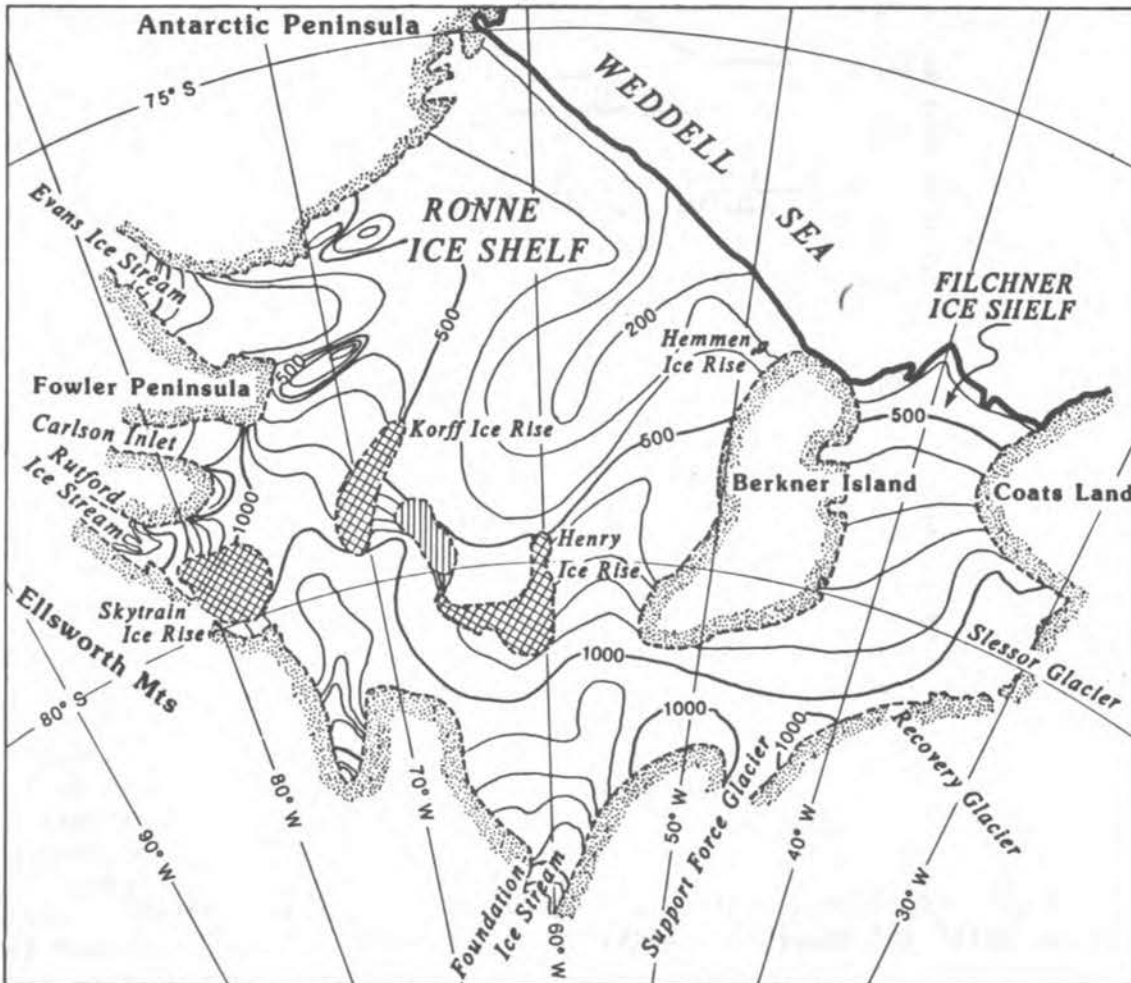 Antarctic Peninsula
75° S
WEDDELL
SEA
Evans Ice Stream
RONNE
ICE SHELF
500
200
FILCHNER
ICE SHELF
Hemmen
Ice Rise
500
Fowler Peninsula
500
Carlson Inlet
Korff Ice Rise
500
Rutford
Ice Stream
1000
Berkner Island
Coats Land
Henry
Ice Rise
Skytrain
Ice Rise
Ellsworth Mts
80° S
1000
1000
1000
Slessor Glacier
Recovery Glacier
Support Force Glacier
Foundation
Ice Stream
90° W
80° W
70° W
60° W
50° W
40° W
30° W